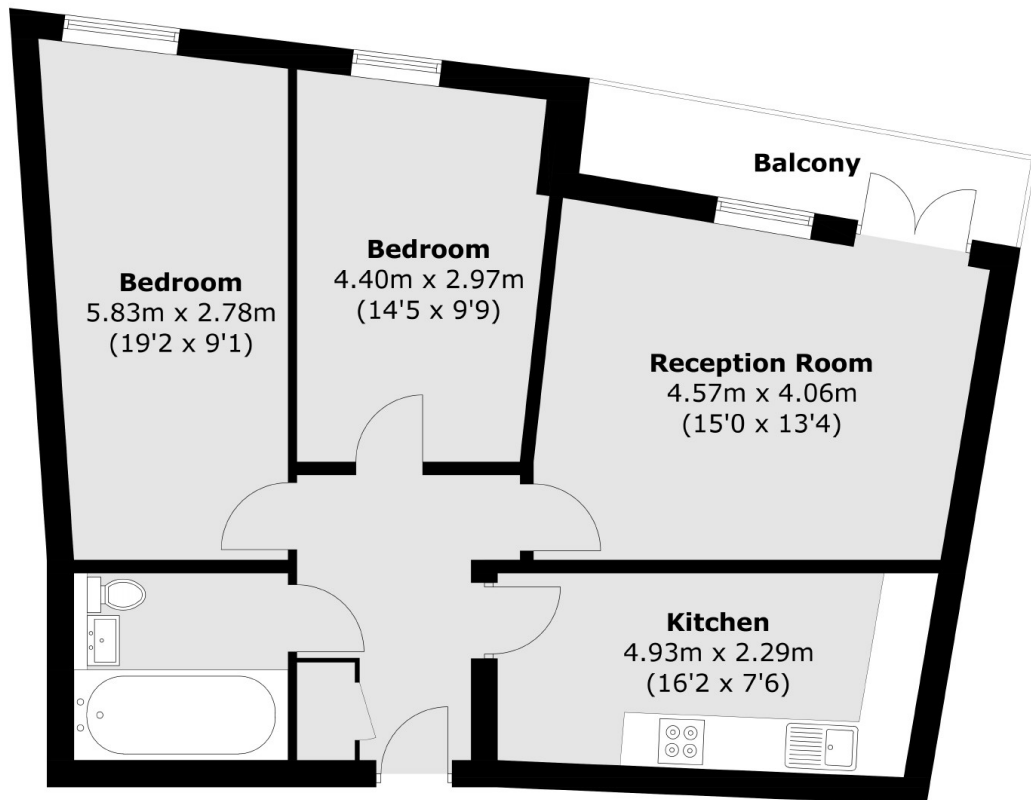 Balcony
Bedroom
5.83m x 2.78m
(19'2 x 9'1)
Bedroom
4.40m x 2.97m
(14'5 x 9'9)
Reception Room
4.57m x 4.06m
(15'0 x 13'4)
Kitchen
4.93m x 2.29m
(16'2 x 7'6)